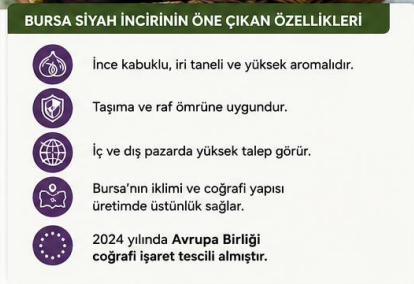 BURSA SİYAH İNCİRİNİN ÖNE ÇIKAN ÖZELLİKLERİ
İnce kabuklu, iri taneli ve yüksek aromalıdır.
Taşıma ve raf ömrüne uygundur.
İç ve dış pazarda yüksek talep görür.
Bursa'nın iklimi ve coğrafi yapısı
üretimde üstünlük sağlar.
2024 yılında Avrupa Birliği
coğrafi işaret tescili almıştır.